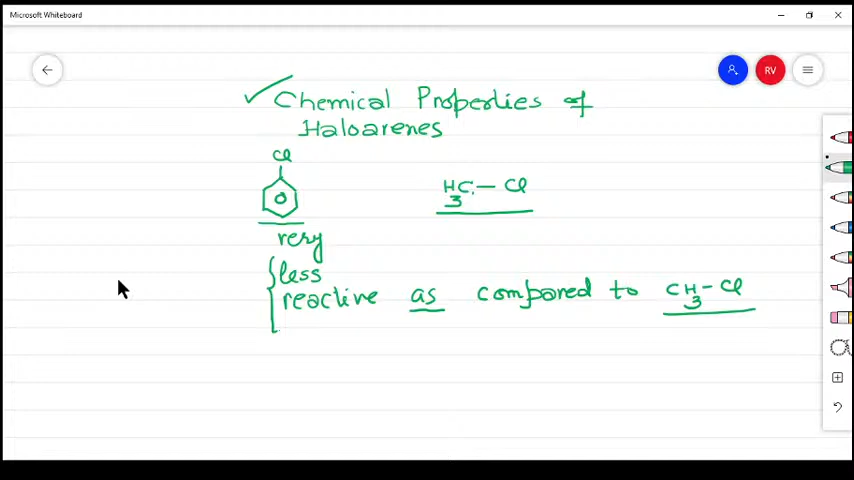 Microsoft Whiteboard
RV
Chemical Properties of
Haloarenes
Cl
H3C - Cl
very
less
reactive as compared to CH3-Cl